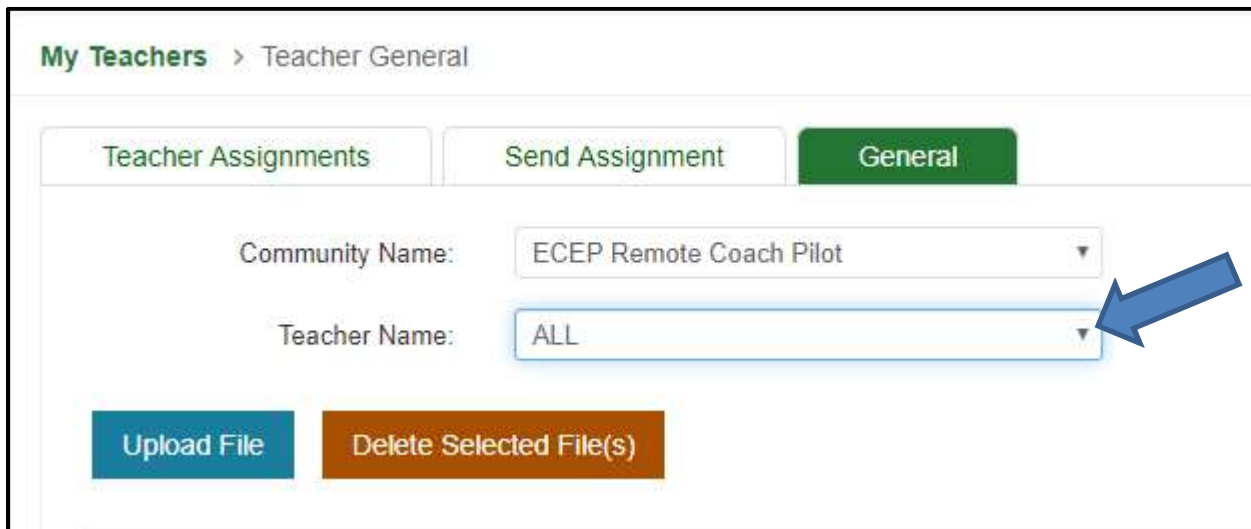 My Teachers > Teacher General
Teacher Assignments Send Assignment General
Community Name: ECEP Remote Coach Pilot
Teacher Name: ALL
Upload File Delete Selected File(s)